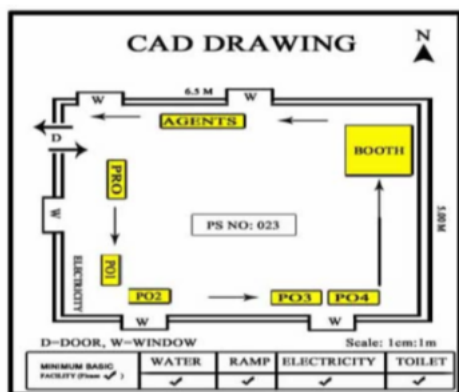 CAD DRAWING
N
6.5 M
W
W
AGENTS
D
BOOTH
PRO
W
PS NO: 023
5.00 M
ELECTRICITY
PO1
PO2
PO3
PO4
W
W
D=DOOR, W=WINDOW
Scale: 1cm:1m
MINIMUM BASIC
FACILITY (Please ✓)
WATER
RAMP
ELECTRICITY
TOILET
✓
✓
✓
✓